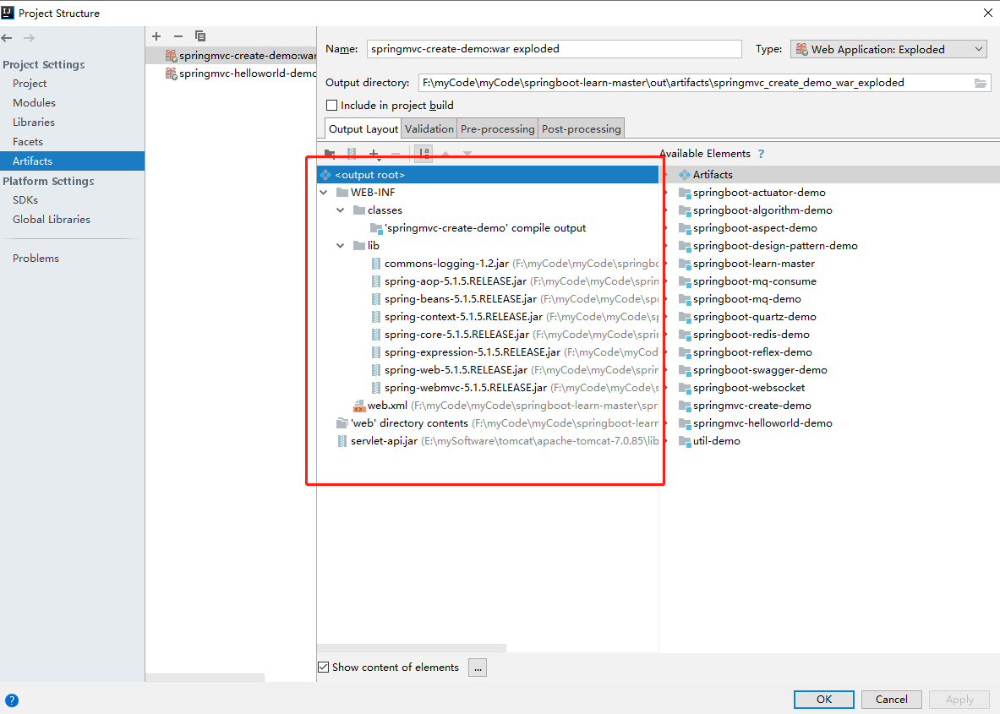 Project Structure
Project Settings
Project
Modules
Libraries
Facets
Artifacts
Platform Settings
SDKs
Global Libraries
Problems
springmvc-create-demo:war
springmvc-helloworld-demo
Name: springmvc-create-demo:war exploded
Type: Web Application: Exploded
Output directory: F:\myCode\myCode\springboot-learn-master\out\artifacts\springmvc_create_demo_war_exploded
Include in project build
Output Layout Validation Pre-processing Post-processing
<output root>
WEB-INF
classes
'springmvc-create-demo' compile output
lib
commons-logging-1.2.jar (F:\myCode\myCode\springbo
spring-aop-5.1.5.RELEASE.jar (F:\myCode\myCode\sprin
spring-beans-5.1.5.RELEASE.jar (F:\myCode\myCode\sp
spring-context-5.1.5.RELEASE.jar (F:\myCode\myCode\s
spring-core-5.1.5.RELEASE.jar (F:\myCode\myCode\sprin
spring-expression-5.1.5.RELEASE.jar (F:\myCode\myCod
spring-web-5.1.5.RELEASE.jar (F:\myCode\myCode\sprin
spring-webmvc-5.1.5.RELEASE.jar (F:\myCode\myCode\s
web.xml (F:\myCode\myCode\springboot-learn-master\spr
'web' directory contents (F:\myCode\myCode\springboot-learn
servlet-api.jar (E:\mySoftware\tomcat\apache-tomcat-7.0.85\lib
Available Elements ?
Artifacts
springboot-actuator-demo
springboot-algorithm-demo
springboot-aspect-demo
springboot-design-pattern-demo
springboot-learn-master
springboot-mq-consume
springboot-mq-demo
springboot-quartz-demo
springboot-redis-demo
springboot-reflex-demo
springboot-swagger-demo
springboot-websocket
springmvc-create-demo
springmvc-helloworld-demo
util-demo
Show content of elements ...
? OK Cancel Apply